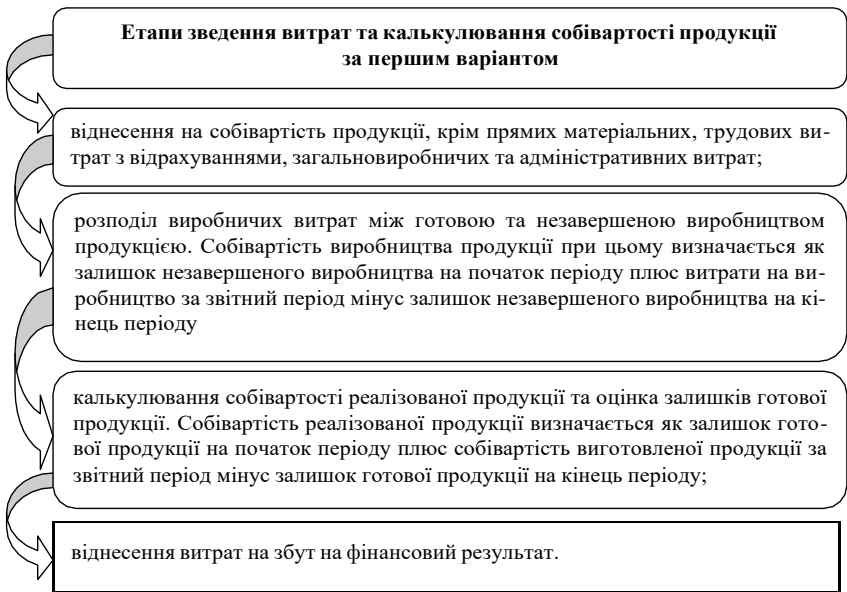 Етапи зведення витрат та калькулювання собівартості продукції
за першим варіантом
віднесення на собівартість продукції, крім прямих матеріальних, трудових ви-
трат з відрахуваннями, загальновиробничих та адміністративних витрат;
розподіл виробничих витрат між готовою та незавершеною виробництвом
продукцією. Собівартість виробництва продукції при цьому визначається як
залишок незавершеного виробництва на початок періоду плюс витрати на ви-
робництво за звітний період мінус залишок незавершеного виробництва на кі-
нець періоду
калькулювання собівартості реалізованої продукції та оцінка залишків готової
продукції. Собівартість реалізованої продукції визначається як залишок гото-
вої продукції на початок періоду плюс собівартість виготовленої продукції за
звітний період мінус залишок готової продукції на кінець періоду;
віднесення витрат на збут на фінансовий результат.